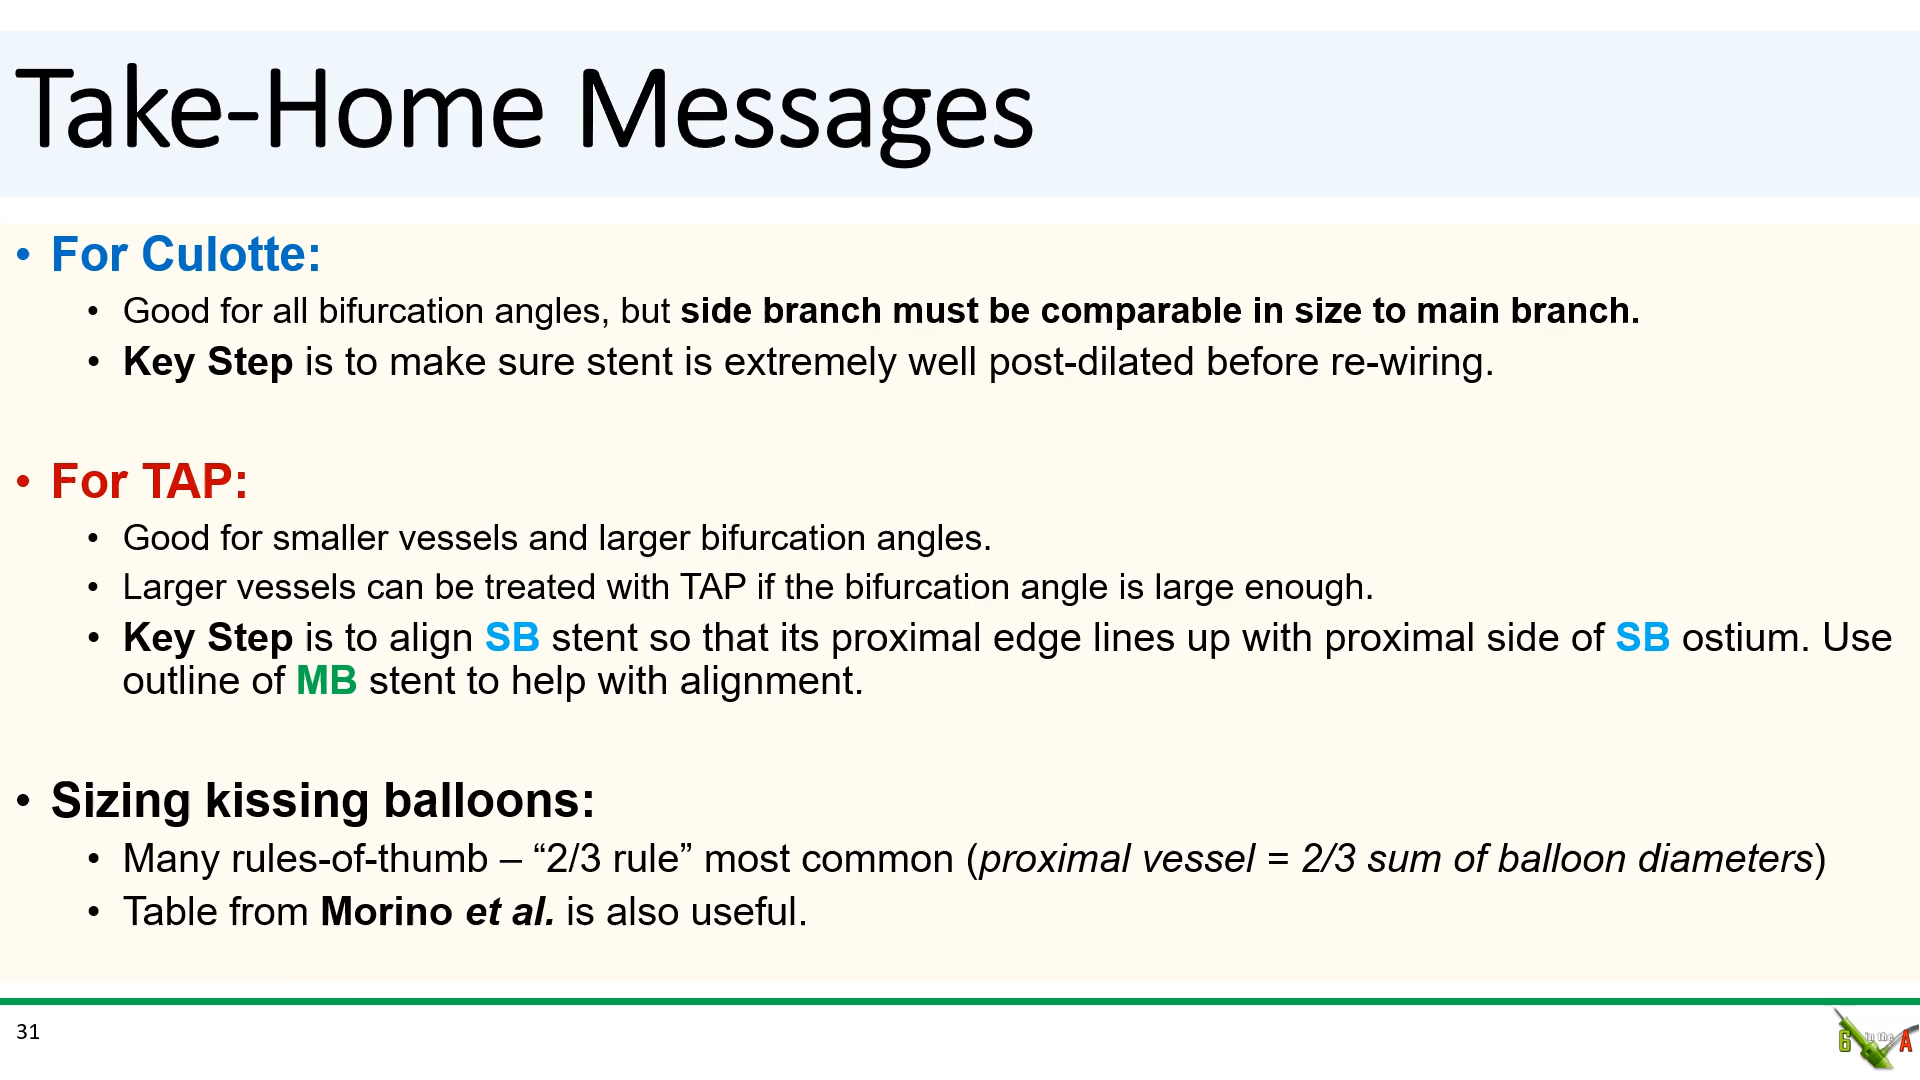 Take-Home Messages
• For Culotte:
• Good for all bifurcation angles, but side branch must be comparable in size to main branch.
• Key Step is to make sure stent is extremely well post-dilated before re-wiring.
• For TAP:
• Good for smaller vessels and larger bifurcation angles.
• Larger vessels can be treated with TAP if the bifurcation angle is large enough.
• Key Step is to align SB stent so that its proximal edge lines up with proximal side of SB ostium. Use
outline of MB stent to help with alignment.
• Sizing kissing balloons:
• Many rules-of-thumb – “2/3 rule” most common (proximal vessel = 2/3 sum of balloon diameters)
• Table from Morino et al. is also useful.
31
6 in the A